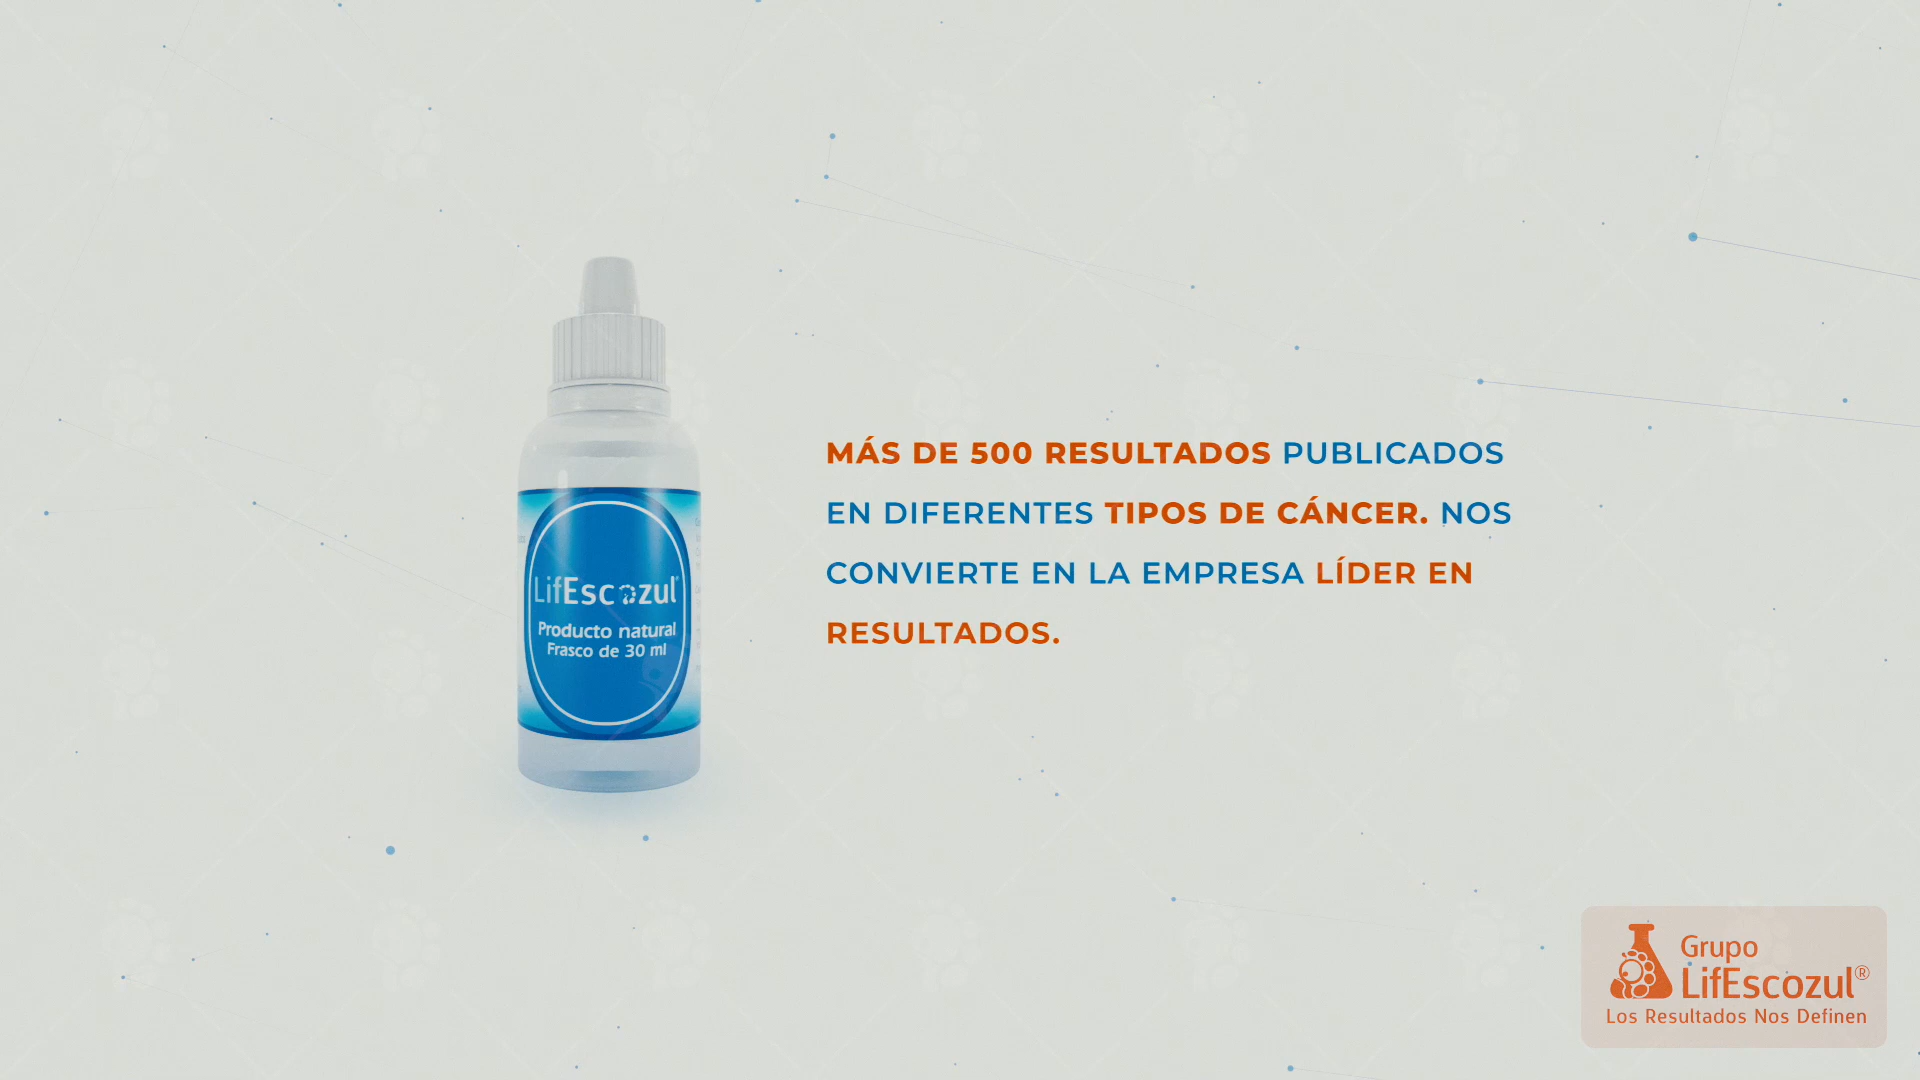 MÁS DE 500 RESULTADOS PUBLICADOS
EN DIFERENTES TIPOS DE CÁNCER. NOS
CONVIERTE EN LA EMPRESA LÍDER EN
RESULTADOS.
LifEscozul®
Producto natural
Frasco de 30 ml
Grupo
LifEscozul®
Los Resultados Nos Definen